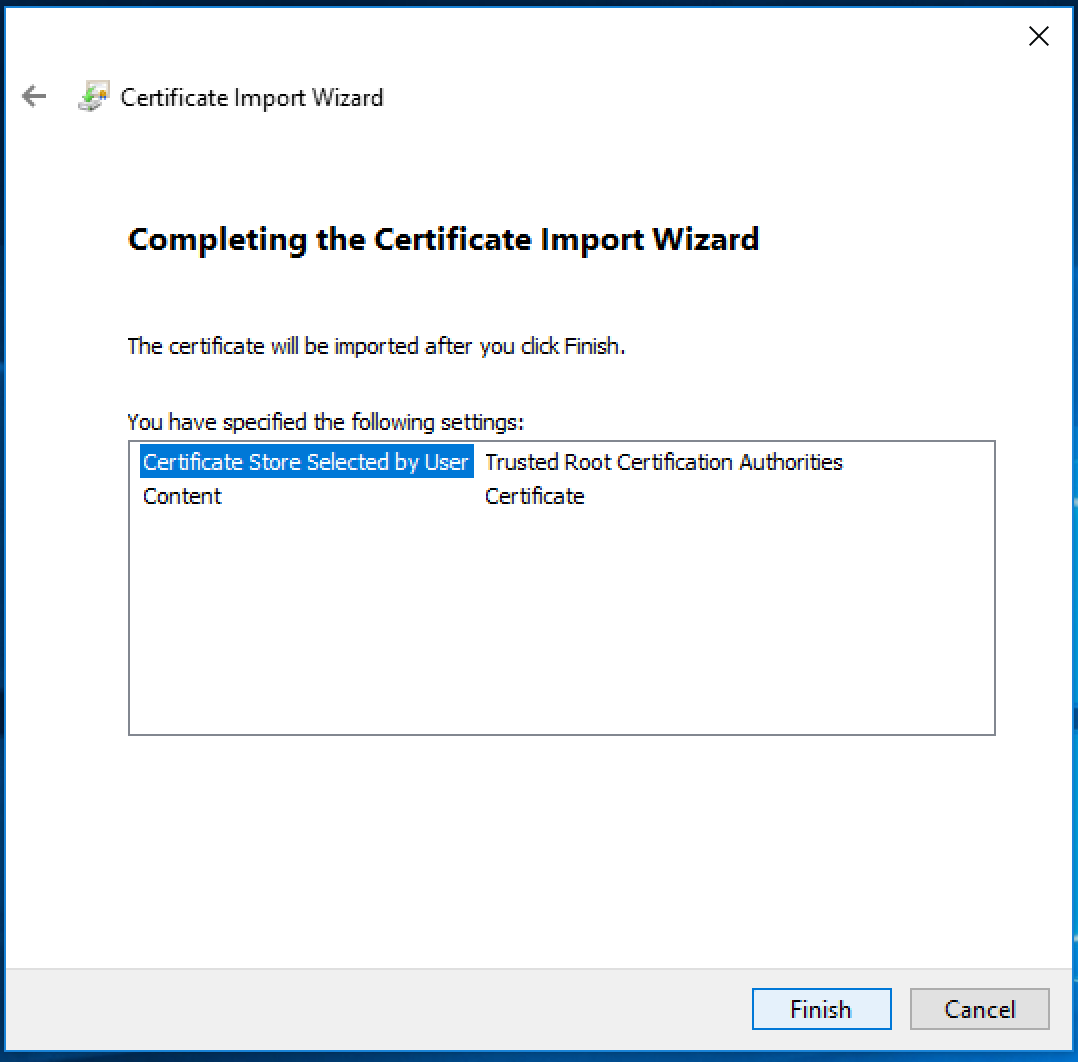 Certificate Import Wizard
Completing the Certificate Import Wizard
The certificate will be imported after you click Finish.
You have specified the following settings:
Certificate Store Selected by User Trusted Root Certification Authorities
Content Certificate
Finish Cancel